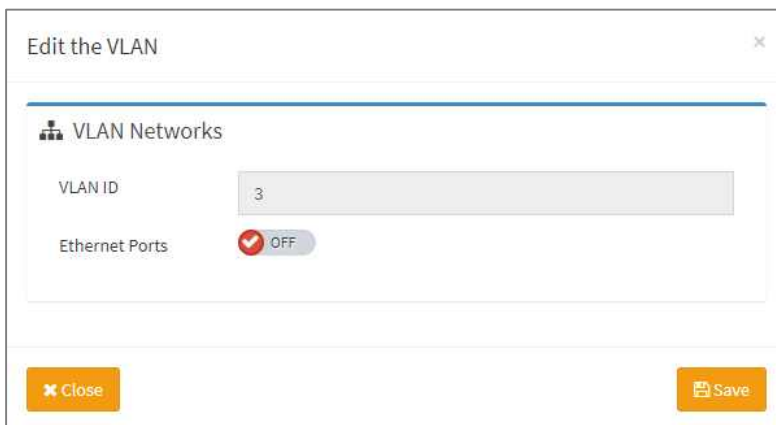 Edit the VLAN
×
VLAN Networks
VLAN ID
3
Ethernet Ports
OFF
Close
Save